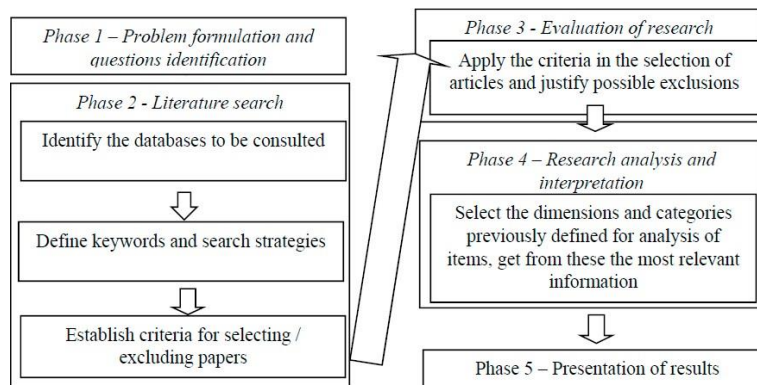 Phase 1 – Problem formulation and
questions identification
Phase 2 - Literature search
Identify the databases to be consulted
Define keywords and search strategies
Establish criteria for selecting /
excluding papers
Phase 3 - Evaluation of research
Apply the criteria in the selection of
articles and justify possible exclusions
Phase 4 – Research analysis and
interpretation
Select the dimensions and categories
previously defined for analysis of
items, get from these the most relevant
information
Phase 5 – Presentation of results